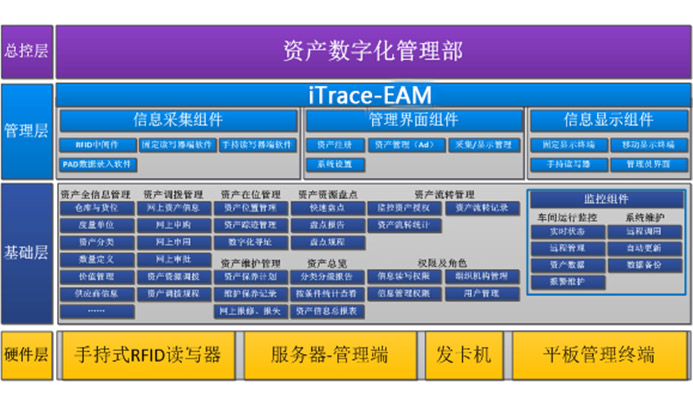 总控层
资产数字化管理部
管理层
iTrace-EAM
信息采集组件
管理界面组件
信息显示组件
RFID中间件
固定读写器端软件
手持读写器端软件
PAD数据录入软件
资产注册
资产管理（Ad）
采集/显示管理
系统设置
固定显示终端
移动显示终端
手持读写器
管理员界面
基础层
资产全信息管理
仓库与货位
度量单位
资产分类
数量定义
价值管理
供应商信息
……
资产调拨管理
网上资产信息
网上申购
网上申用
网上审批
资产资源调拨
资产调拨规程
资产在位管理
资产位置管理
资产踪迹管理
数字化寻址
资产维护管理
资产保养计划
维护保养记录
网上报修、报失
资产资源盘点
快速盘点
盘点报告
盘点规程
资产总览
分类分级报告
按条件统计查看
资产信息总报表
资产流转管理
监控资产授权
资产流转记录
资产流转统计
权限及角色
信息读写权限
组织机构管理
信息管理权限
用户管理
监控组件
车间运行监控
实时状态
远程管理
资产数据
报警维护
系统维护
远程调用
自动更新
数据备份
硬件层
手持式RFID读写器
服务器-管理端
发卡机
平板管理终端